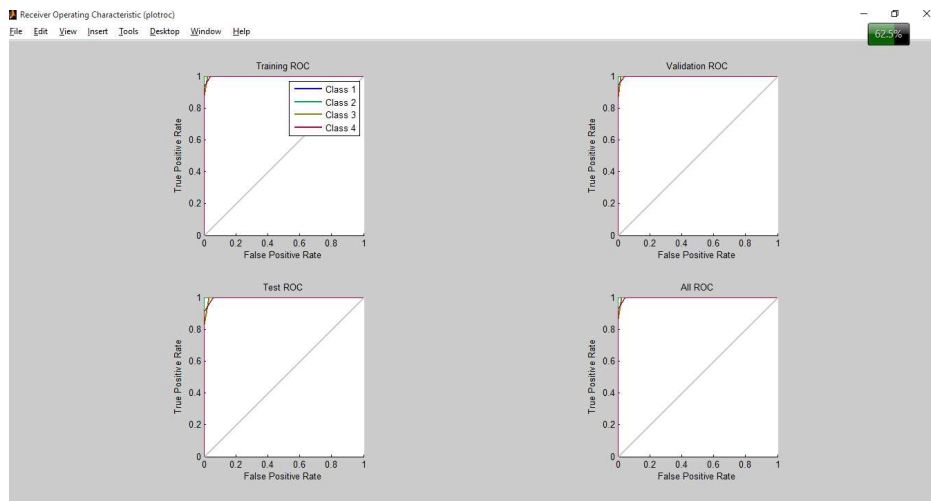 Receiver Operating Characteristic (plotroc)
File Edit View Insert Tools Desktop Window Help
62.5%
Training ROC
1
0.8
0.6
0.4
0.2
0
True Positive Rate
Class 1
Class 2
Class 3
Class 4
0 0.2 0.4 0.6 0.8 1
False Positive Rate
Validation ROC
1
0.8
0.6
0.4
0.2
0
True Positive Rate
0 0.2 0.4 0.6 0.8 1
False Positive Rate
Test ROC
1
0.8
0.6
0.4
0.2
0
True Positive Rate
0 0.2 0.4 0.6 0.8 1
False Positive Rate
All ROC
1
0.8
0.6
0.4
0.2
0
True Positive Rate
0 0.2 0.4 0.6 0.8 1
False Positive Rate